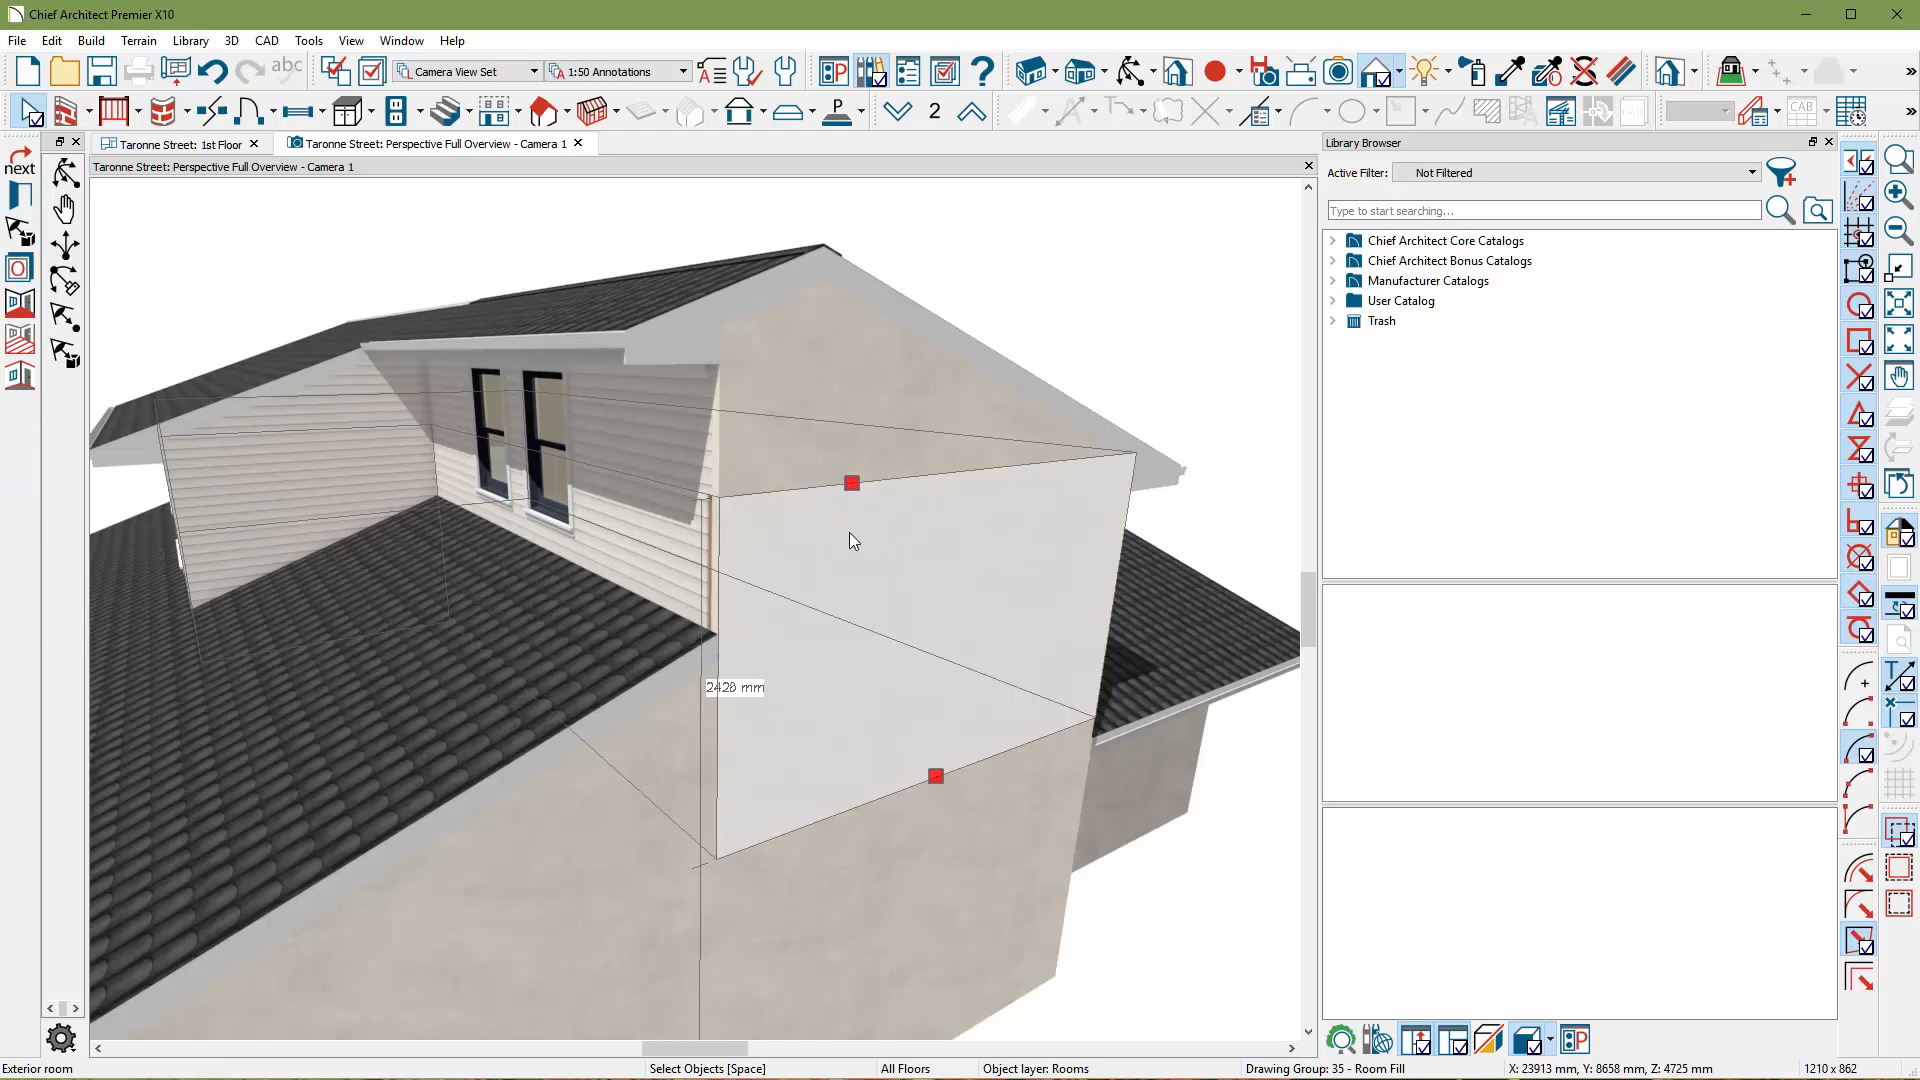 Chief Architect Premier X10
File Edit Build Terrain Library 3D CAD Tools View Window Help
abc Camera View Set 1:50 Annotations
2 CAB
next
Taronne Street: 1st Floor
Taronne Street: Perspective Full Overview - Camera 1
Taronne Street: Perspective Full Overview - Camera 1
Library Browser
Active Filter: Not Filtered
Type to start searching...
Chief Architect Core Catalogs
Chief Architect Bonus Catalogs
Manufacturer Catalogs
User Catalog
Trash
2428 mm
Exterior room Select Objects [Space] All Floors Object layer: Rooms Drawing Group: 35 - Room Fill X: 23913 mm, Y: 8658 mm, Z: 4725 mm 1210 x 862